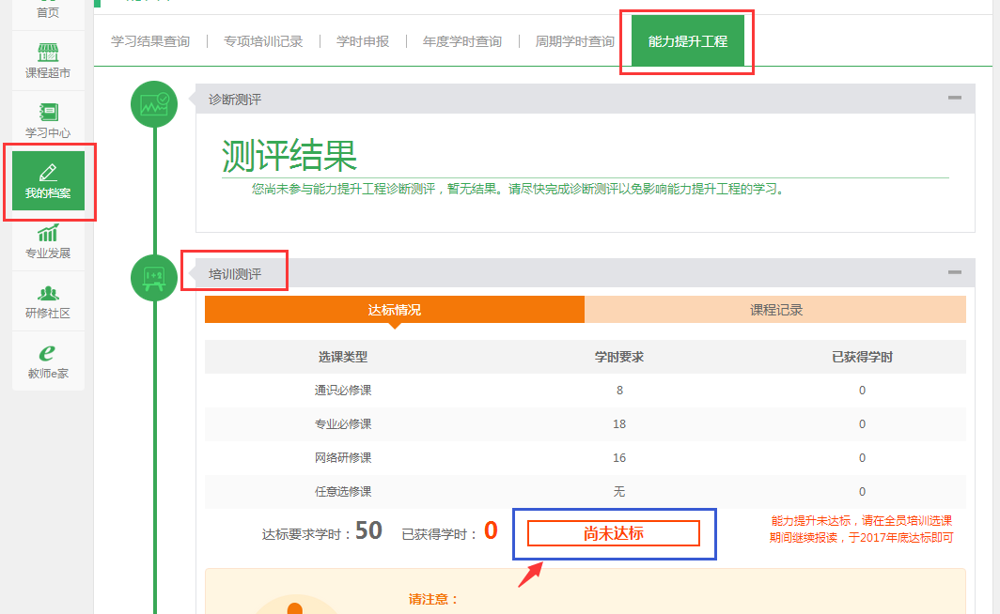 首页
课程超市
学习中心
我的档案
专业发展
研修社区
e
教师e家
学习结果查询 | 专项培训记录 | 学时申报 | 年度学时查询 | 周期学时查询 能力提升工程
诊断测评
测评结果
您尚未参与能力提升工程诊断测评，暂无结果。请尽快完成诊断测评以免影响能力提升工程的学习。
培训测评
达标情况 课程记录
选课类型 学时要求 已获得学时
通识必修课 8 0
专业必修课 18 0
网络研修课 16 0
任意选修课 无 0
达标要求学时：50 已获得学时：0 尚未达标
能力提升未达标，请在全员培训选课
期间继续报读，于2017年底达标即可
请注意：